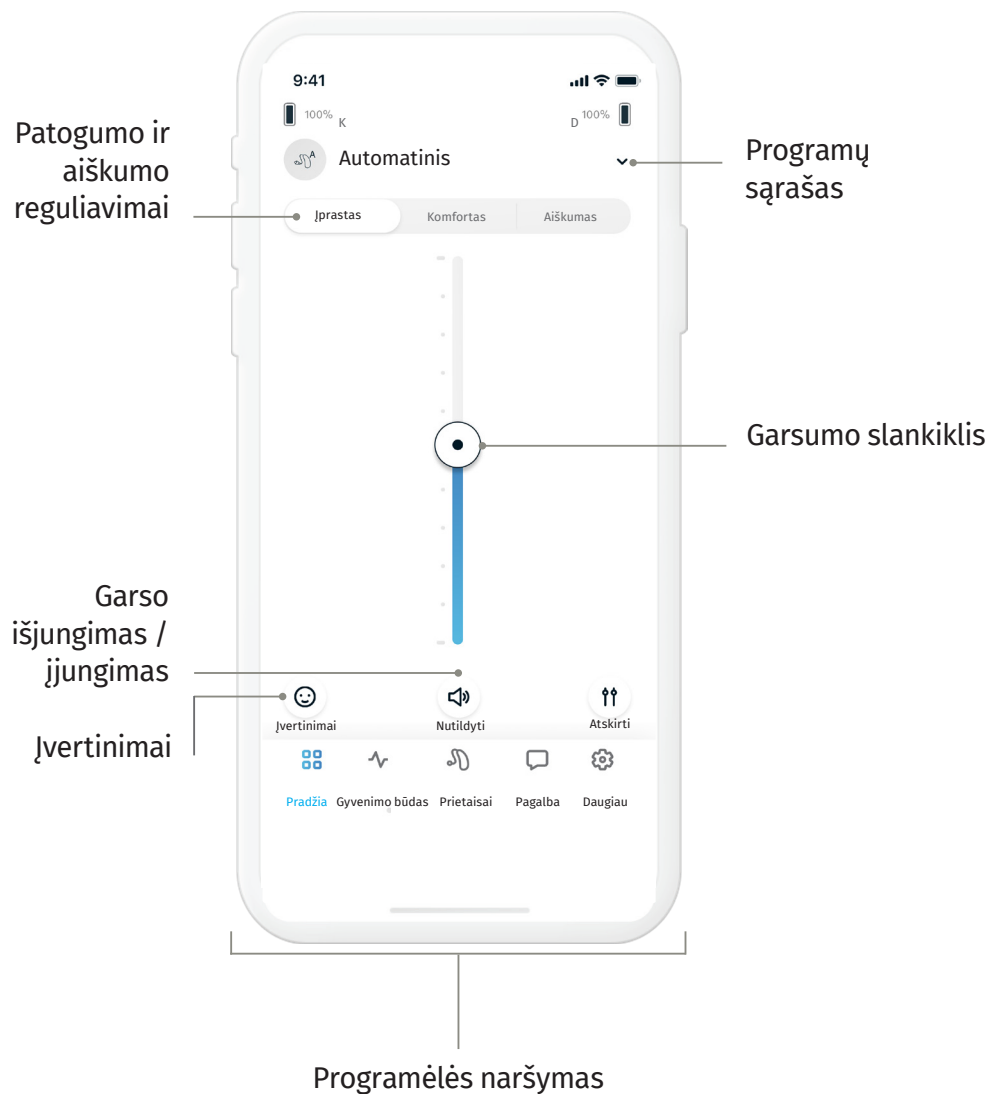 9:41
100% K
D 100%
Automatinis
Patogumo ir
aiškumo
reguliavimai
Programų
sąrašas
Įprastas
Komfortas
Aiškumas
Garsumo slankiklis
Garso
išjungimas /
įjungimas
Įvertinimai
Įvertinimai
Nutildyti
Atskirti
Pradžia
Gyvenimo būdas
Prietaisai
Pagalba
Daugiau
Programėlės naršymas